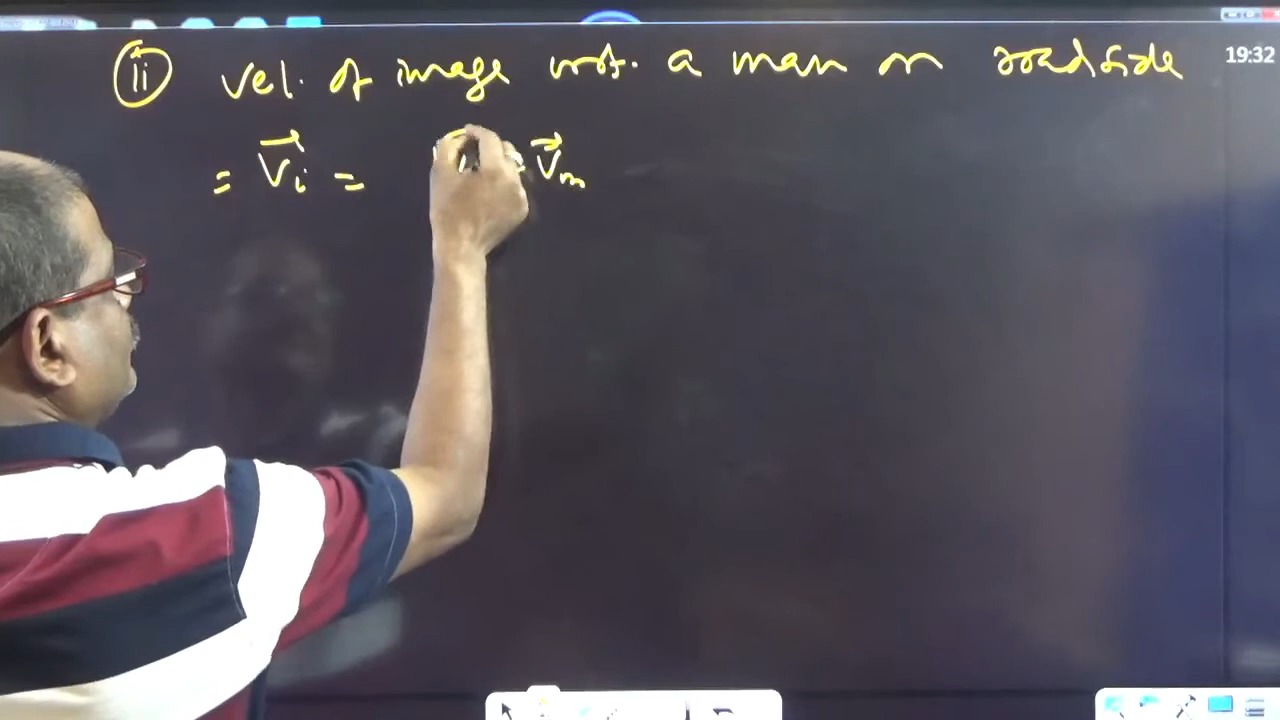 ii vel. of image wrt. a man on roadside 19:32
= v⃗i = v⃗m